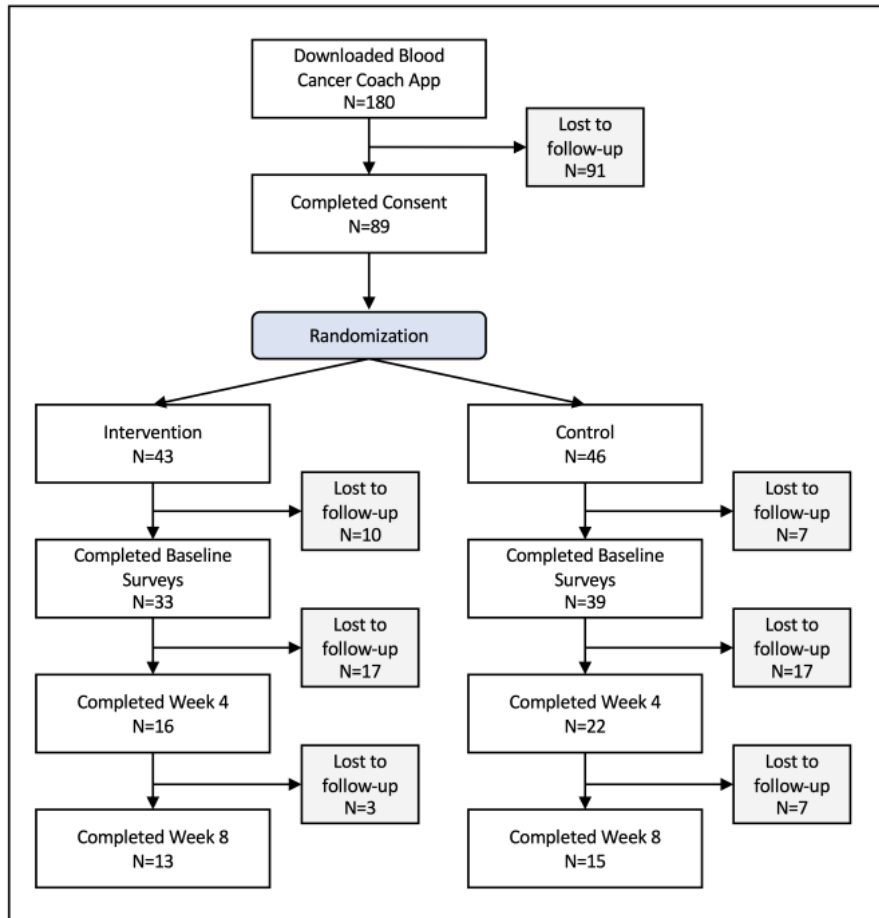 Downloaded Blood
Cancer Coach App
N=180
Lost to
follow-up
N=91
Completed Consent
N=89
Randomization
Intervention
N=43
Control
N=46
Lost to
follow-up
N=10
Lost to
follow-up
N=7
Completed Baseline
Surveys
N=33
Completed Baseline
Surveys
N=39
Lost to
follow-up
N=17
Lost to
follow-up
N=17
Completed Week 4
N=16
Completed Week 4
N=22
Lost to
follow-up
N=3
Lost to
follow-up
N=7
Completed Week 8
N=13
Completed Week 8
N=15